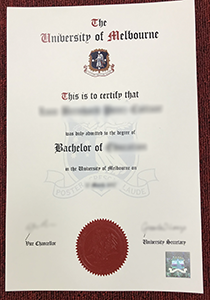 The
University of Melbourne
This is to certify that
was duly admitted to the degree of
Bachelor of
in the University of Melbourne on
Vice Chancellor
University Secretary